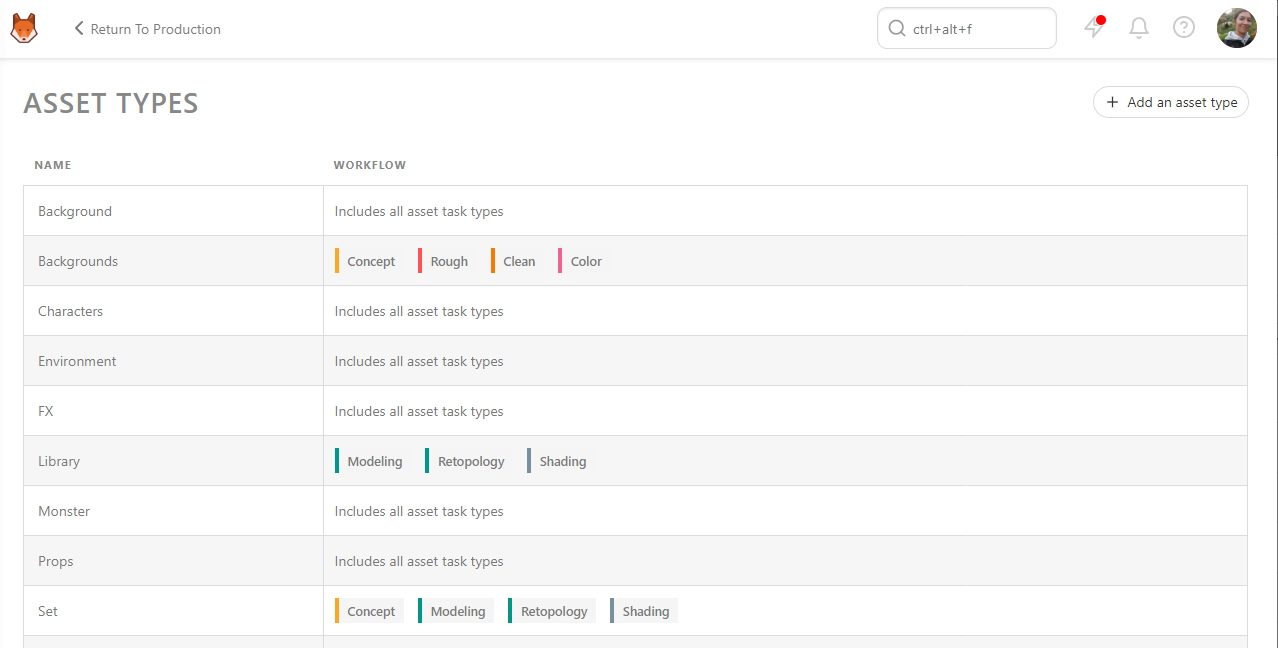 Return To Production
ctrl+alt+f
ASSET TYPES
Add an asset type
NAME WORKFLOW
Background Includes all asset task types
Backgrounds Concept Rough Clean Color
Characters Includes all asset task types
Environment Includes all asset task types
FX Includes all asset task types
Library Modeling Retopology Shading
Monster Includes all asset task types
Props Includes all asset task types
Set Concept Modeling Retopology Shading